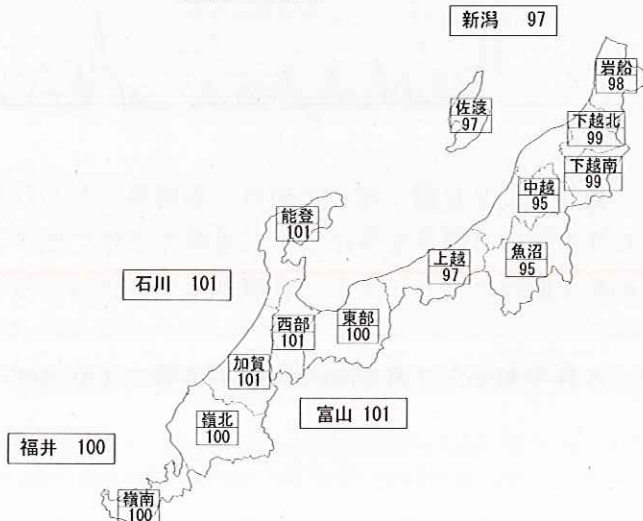 新潟 97
岩船
98
佐渡
97
下越北
99
下越南
99
中越
95
能登
101
魚沼
95
上越
97
石川 101
西部
101
東部
100
加賀
101
富山 101
嶺北
100
福井 100
嶺南
100